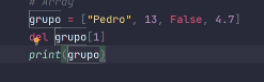 # Array
grupo = ["Pedro", 13, False, 4.7]
del grupo[1]
print(grupo)